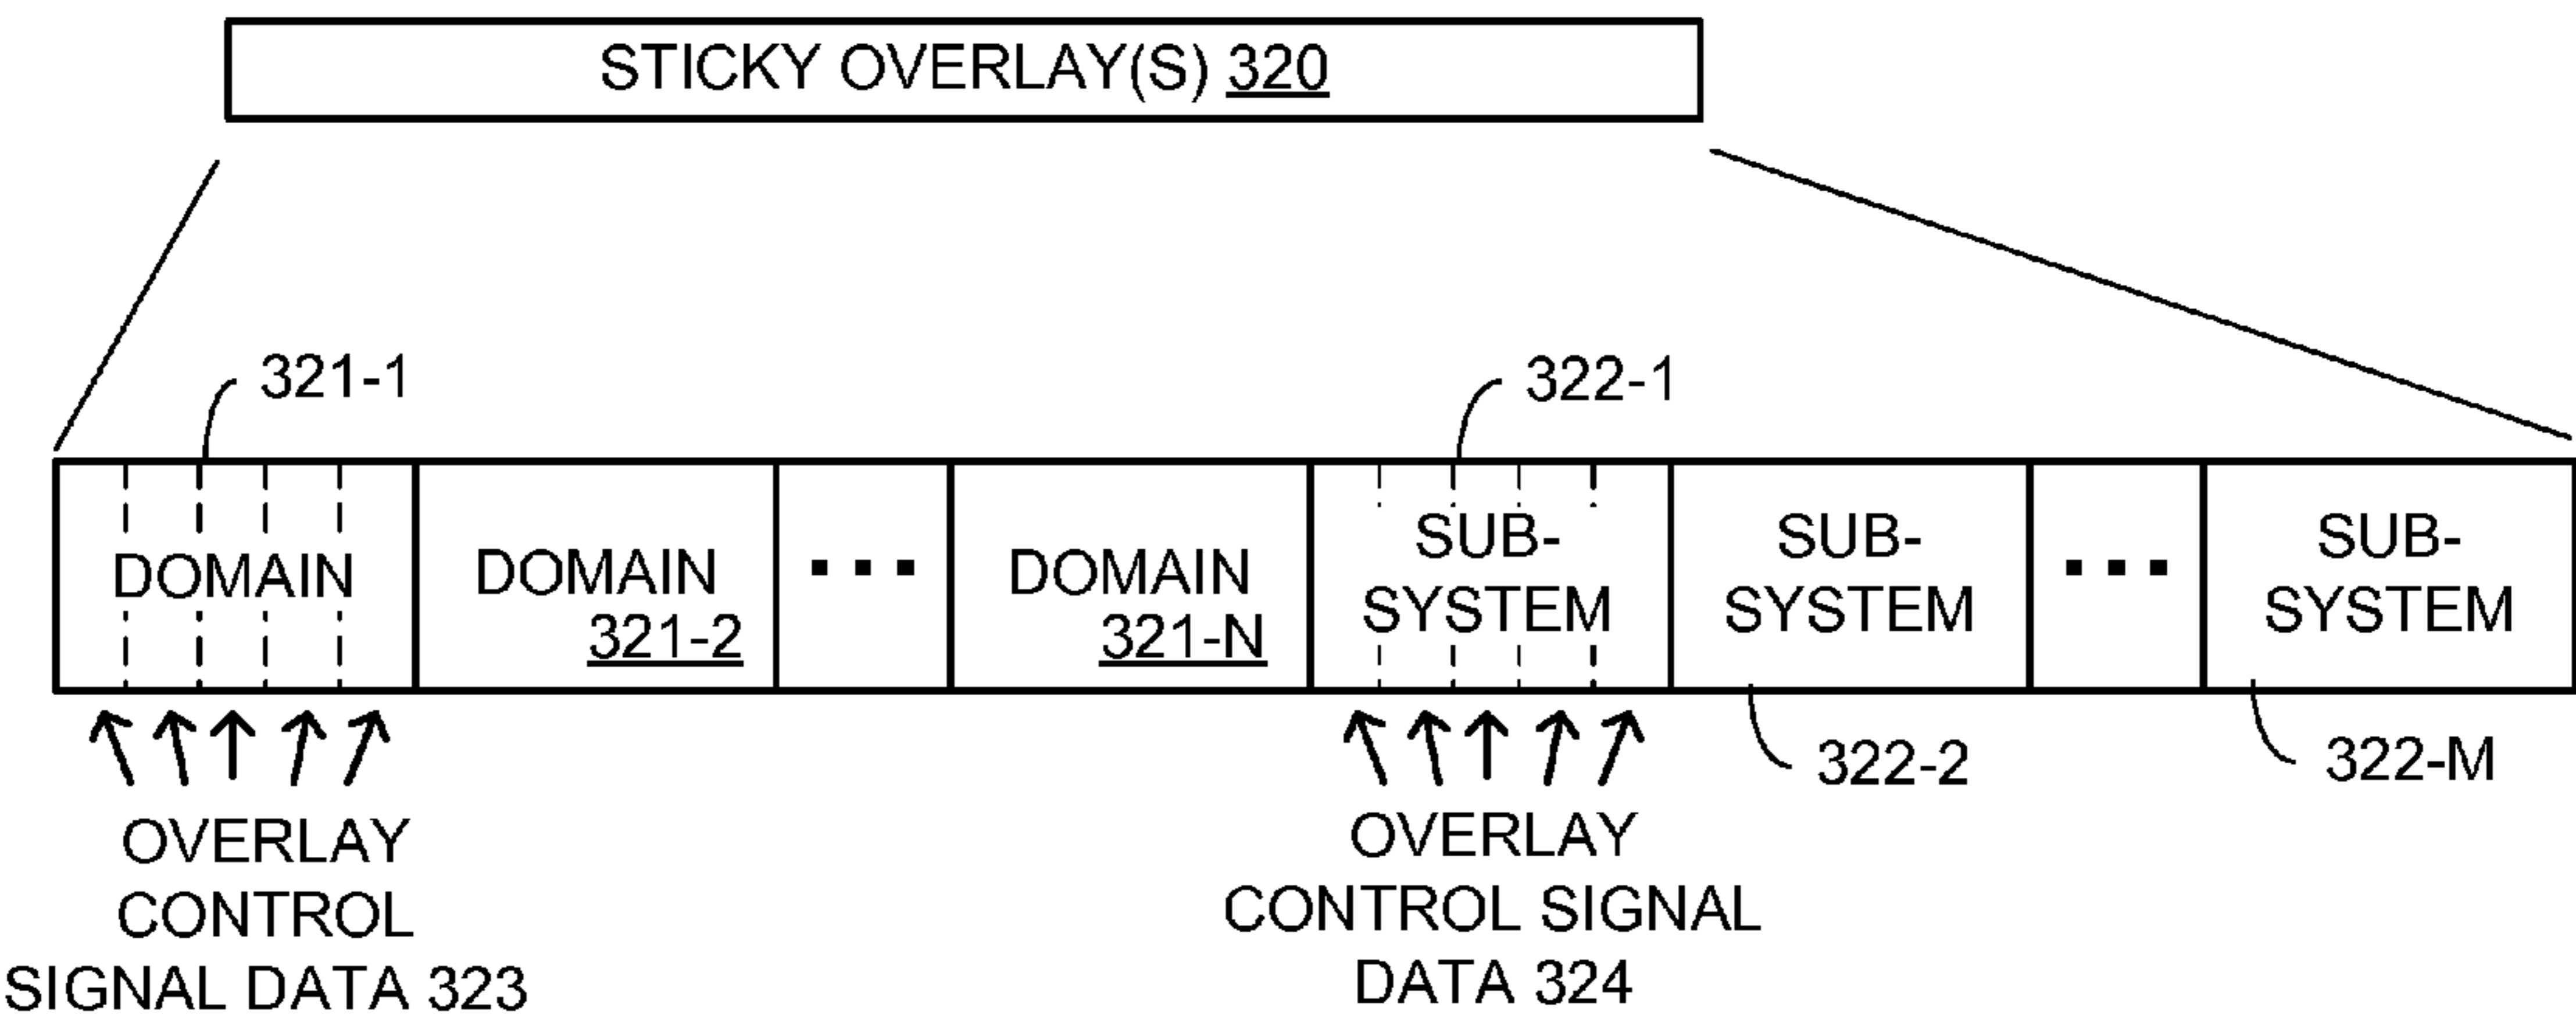 STICKY OVERLAY(S) 320
321-1
322-1
DOMAIN
DOMAIN
321-2
DOMAIN
321-N
SUB-
SYSTEM
SUB-
SYSTEM
SUB-
SYSTEM
322-2
322-M
OVERLAY
CONTROL
SIGNAL DATA 323
OVERLAY
CONTROL SIGNAL
DATA 324